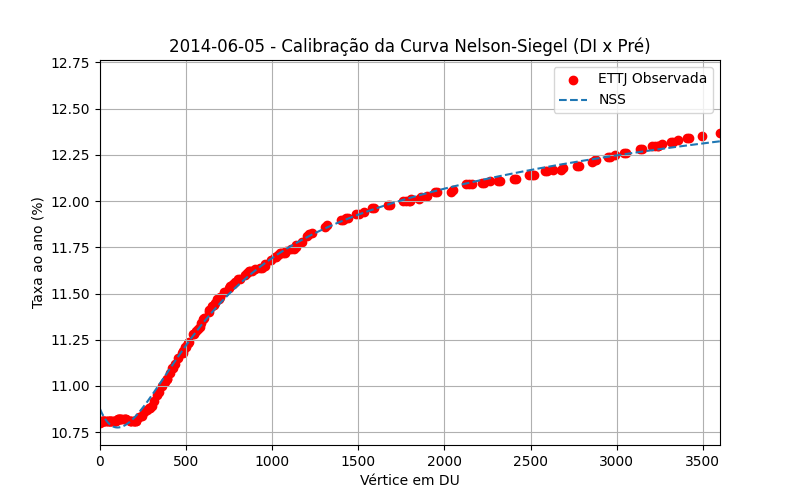 2014-06-05 - Calibração da Curva Nelson-Siegel (DI x Pré)
ETTJ Observada
NSS
Taxa ao ano (%)
12.75
12.50
12.25
12.00
11.75
11.50
11.25
11.00
10.75
0 500 1000 1500 2000 2500 3000 3500
Vértice em DU